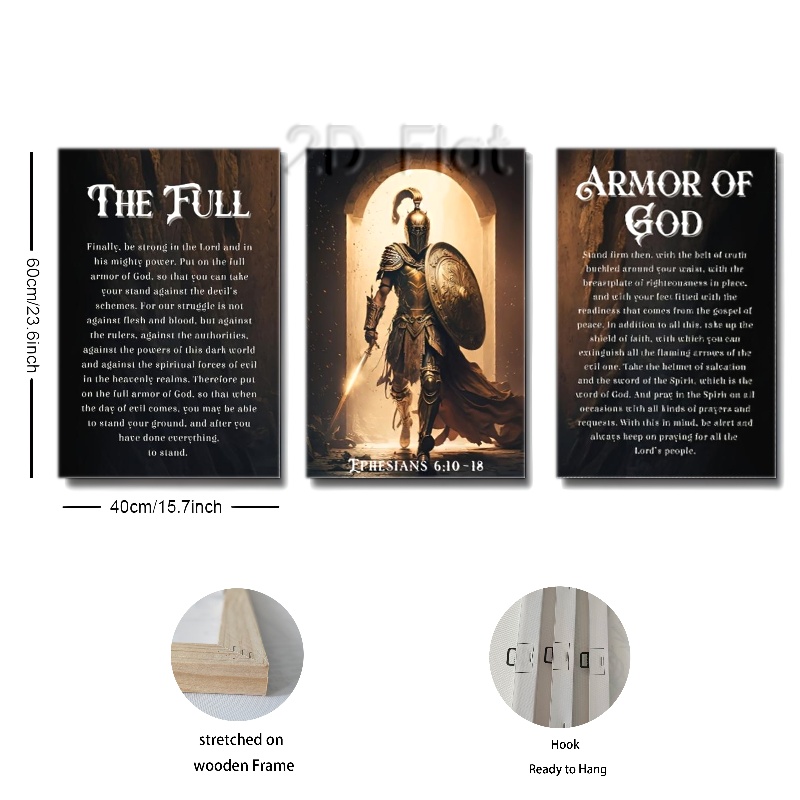 2D Flat
THE FULL
Finally, be strong in the Lord and in
his mighty power. Put on the full
armor of God, so that you can take
your stand against the devil's
schemes. For our struggle is not
against flesh and blood, but against
the rulers, against the authorities,
against the powers of this dark world
and against the spiritual forces of evil
in the heavenly realms. Therefore put
on the full armor of God, so that when
the day of evil comes, you may be able
to stand your ground, and after you
have done everything,
to stand.
EPHESIANS 6:10-18
ARMOR OF
GOD
Stand firm then, with the belt of truth
buckled around your waist, with the
breastplate of righteousness in place,
and with your feet fitted with the
readiness that comes from the gospel of
peace. In addition to all this, take up the
shield of faith, with which you can
extinguish all the flaming arrows of the
evil one. Take the helmet of salvation
and the sword of the Spirit, which is the
word of God. And pray in the Spirit on all
occasions with all kinds of prayers and
requests. With this in mind, be alert and
always keep on praying for all the
Lord's people.
60cm/23.6inch
40cm/15.7inch
stretched on
wooden Frame
Hook
Ready to Hang